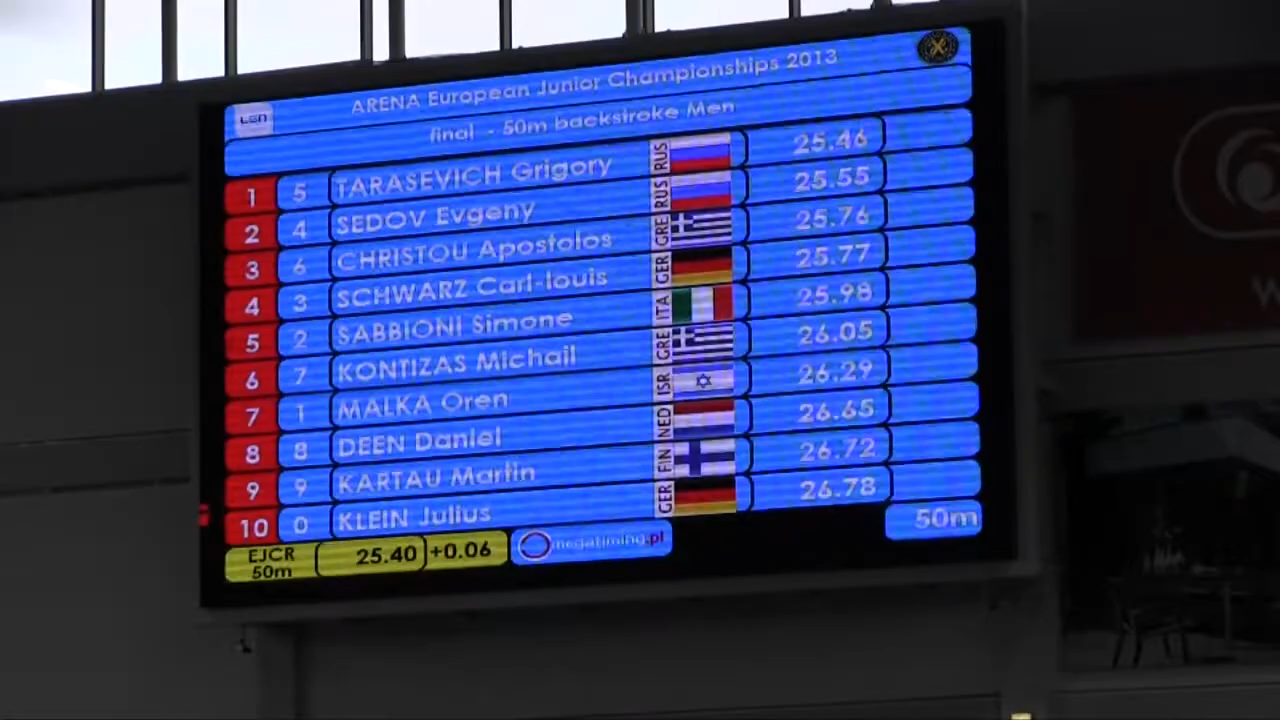 ARENA European Junior Championships 2013
LEN final - 50m backstroke Men
1 5 TARASEVICH Grigory RUS 25.46
2 4 SEDOV Evgeny RUS 25.55
3 6 CHRISTOU Apostolos GRE 25.76
4 3 SCHWARZ Carl-louis GER 25.77
5 2 SABBIONI Simone ITA 25.98
6 7 KONTIZAS Michail GRE 26.05
7 1 MALKA Oren ISR 26.29
8 8 DEEN Daniel NED 26.65
9 9 KARTAU Martin FIN 26.72
10 0 KLEIN Julius GER 26.78
EJCR 50m 25.40 +0.06 megatiming.pl 50m